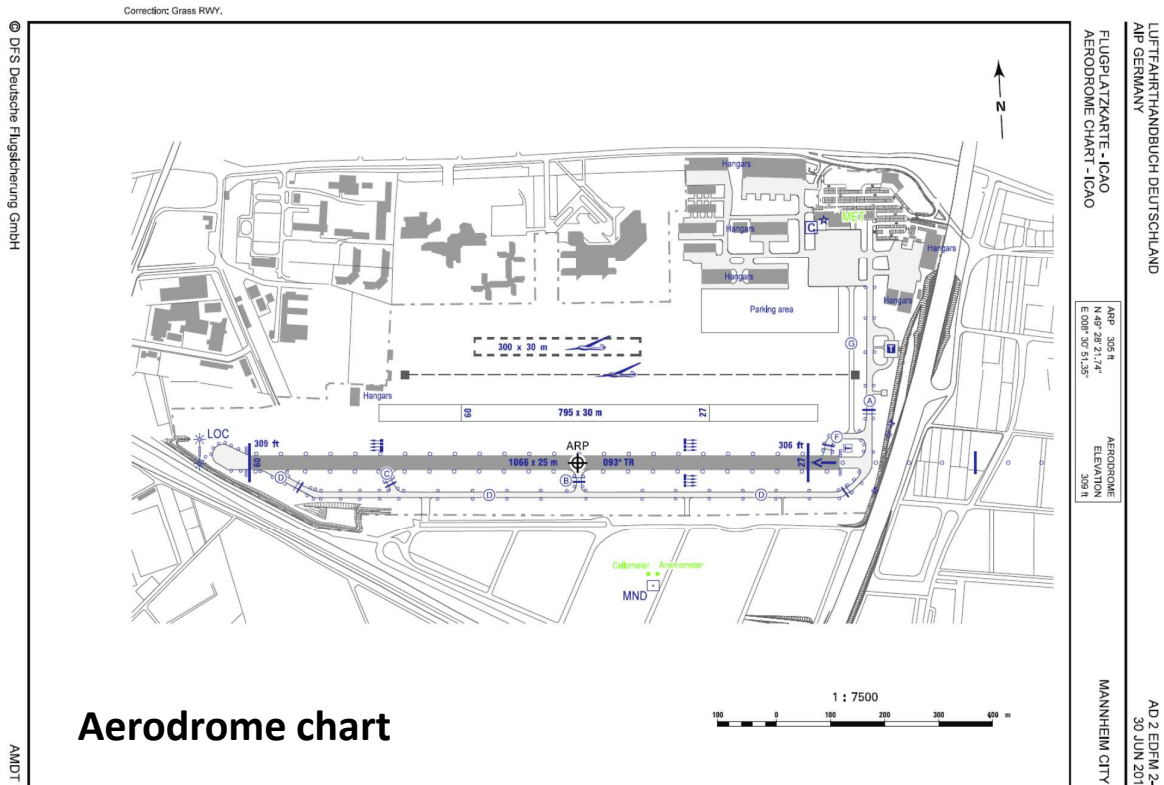 Correction: Grass RWY.
© DFS Deutsche Flugsicherung GmbH
AMDT
LUFTFAHRTHANDBUCH DEUTSCHLAND
AIP GERMANY
FLUGPLATZKARTE - ICAO
AERODROME CHART - ICAO
ARP 305 ft
N 49° 28' 21,74"
E 008° 30' 51,35"
AERODROME
ELEVATION
309 ft
MANNHEIM CITY
AD 2 EDFM 2-
30 JUN 201
N
Hangars
C
MET
Hangars
Hangars
Hangars
Hangars
Parking area
300 x 30 m
G
T
Hangars
A
09
795 x 30 m
27
LOC
309 ft
ARP
306 ft
F
T
09
1066 x 25 m
093° TR
27
D
C
B
D
D
Ceilometer
Anemometer
MND
1 : 7500
100 0 100 200 300 400 m
Aerodrome chart